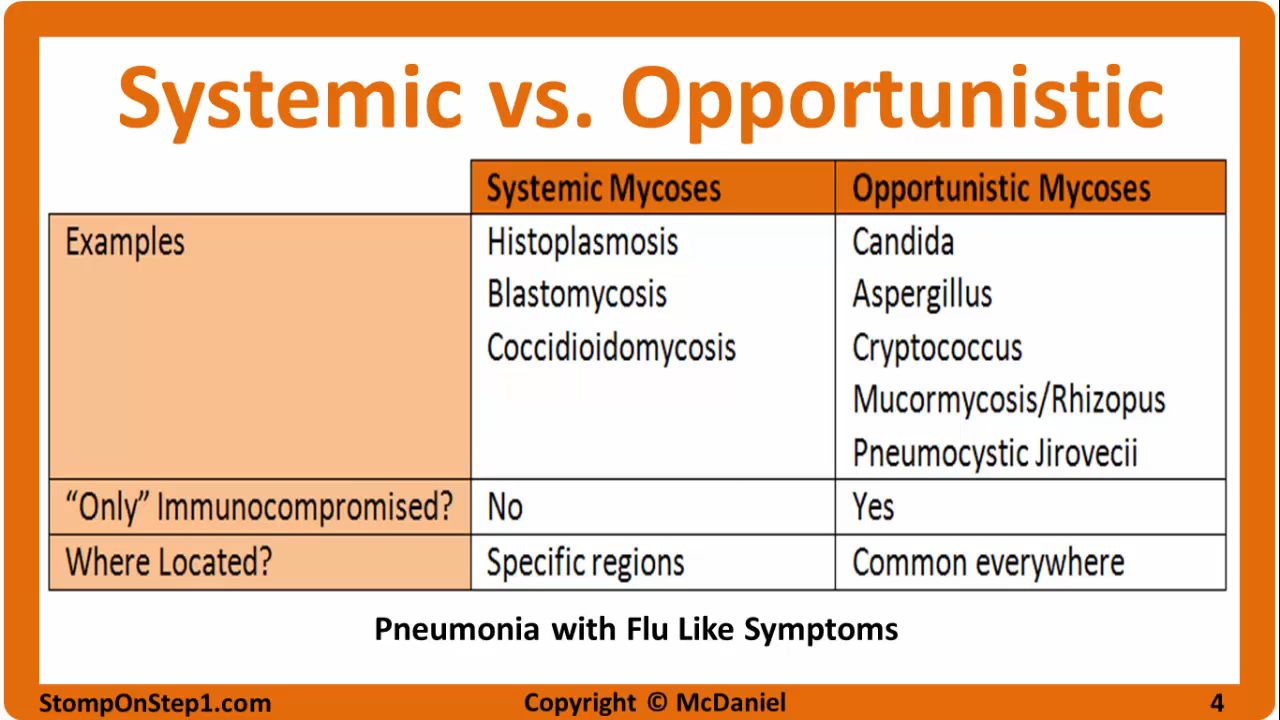 Systemic vs. Opportunistic
Systemic Mycoses Opportunistic Mycoses
Examples Histoplasmosis Candida
Blastomycosis Aspergillus
Coccidioidomycosis Cryptococcus
Mucormycosis/Rhizopus
Pneumocystic Jirovecii
“Only” Immunocompromised? No Yes
Where Located? Specific regions Common everywhere
Pneumonia with Flu Like Symptoms
StompOnStep1.com Copyright © McDaniel 4